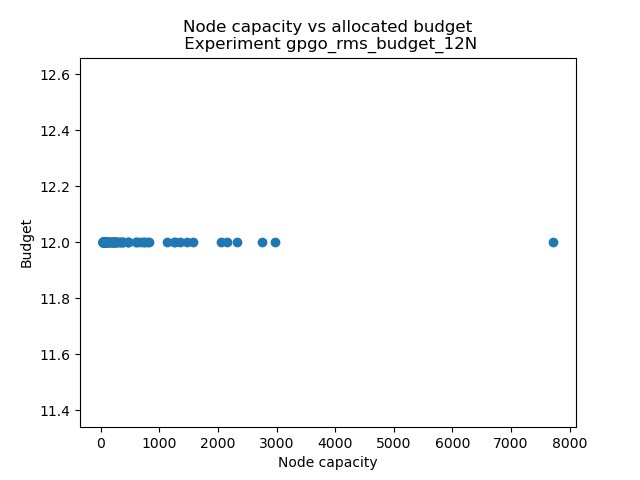 Node capacity vs allocated budget
Experiment gpgo_rms_budget_12N
12.6
12.4
12.2
12.0
11.8
11.6
11.4
Budget
0 1000 2000 3000 4000 5000 6000 7000 8000
Node capacity